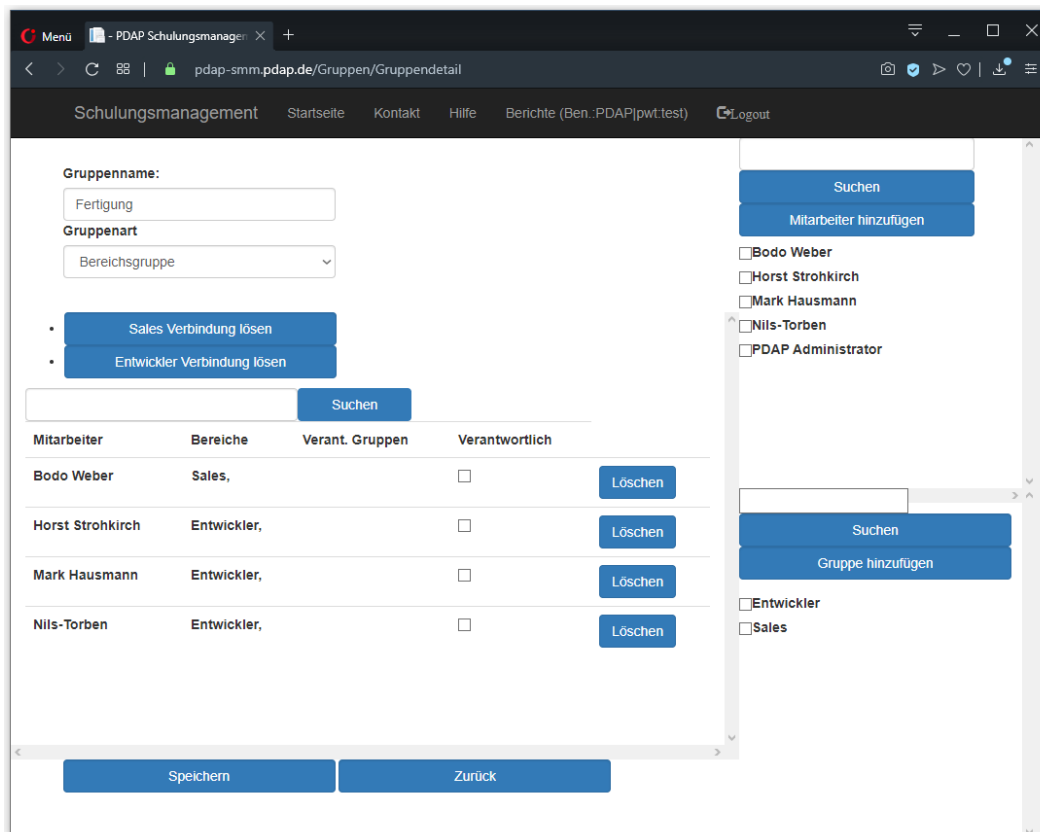 Menü
- PDAP Schulungsmanagen
pdap-smm.pdap.de/Gruppen/Gruppendetail
Schulungsmanagement Startseite Kontakt Hilfe Berichte (Ben.:PDAP|pwt:test) Logout
Gruppenname:
Fertigung
Gruppenart
Bereichsgruppe
Sales Verbindung lösen
Entwickler Verbindung lösen
Suchen
Mitarbeiter Bereiche Verant. Gruppen Verantwortlich
Bodo Weber Sales, Löschen
Horst Strohkirch Entwickler, Löschen
Mark Hausmann Entwickler, Löschen
Nils-Torben Entwickler, Löschen
Speichern Zurück
Suchen
Mitarbeiter hinzufügen
Bodo Weber
Horst Strohkirch
Mark Hausmann
Nils-Torben
PDAP Administrator
Suchen
Gruppe hinzufügen
Entwickler
Sales